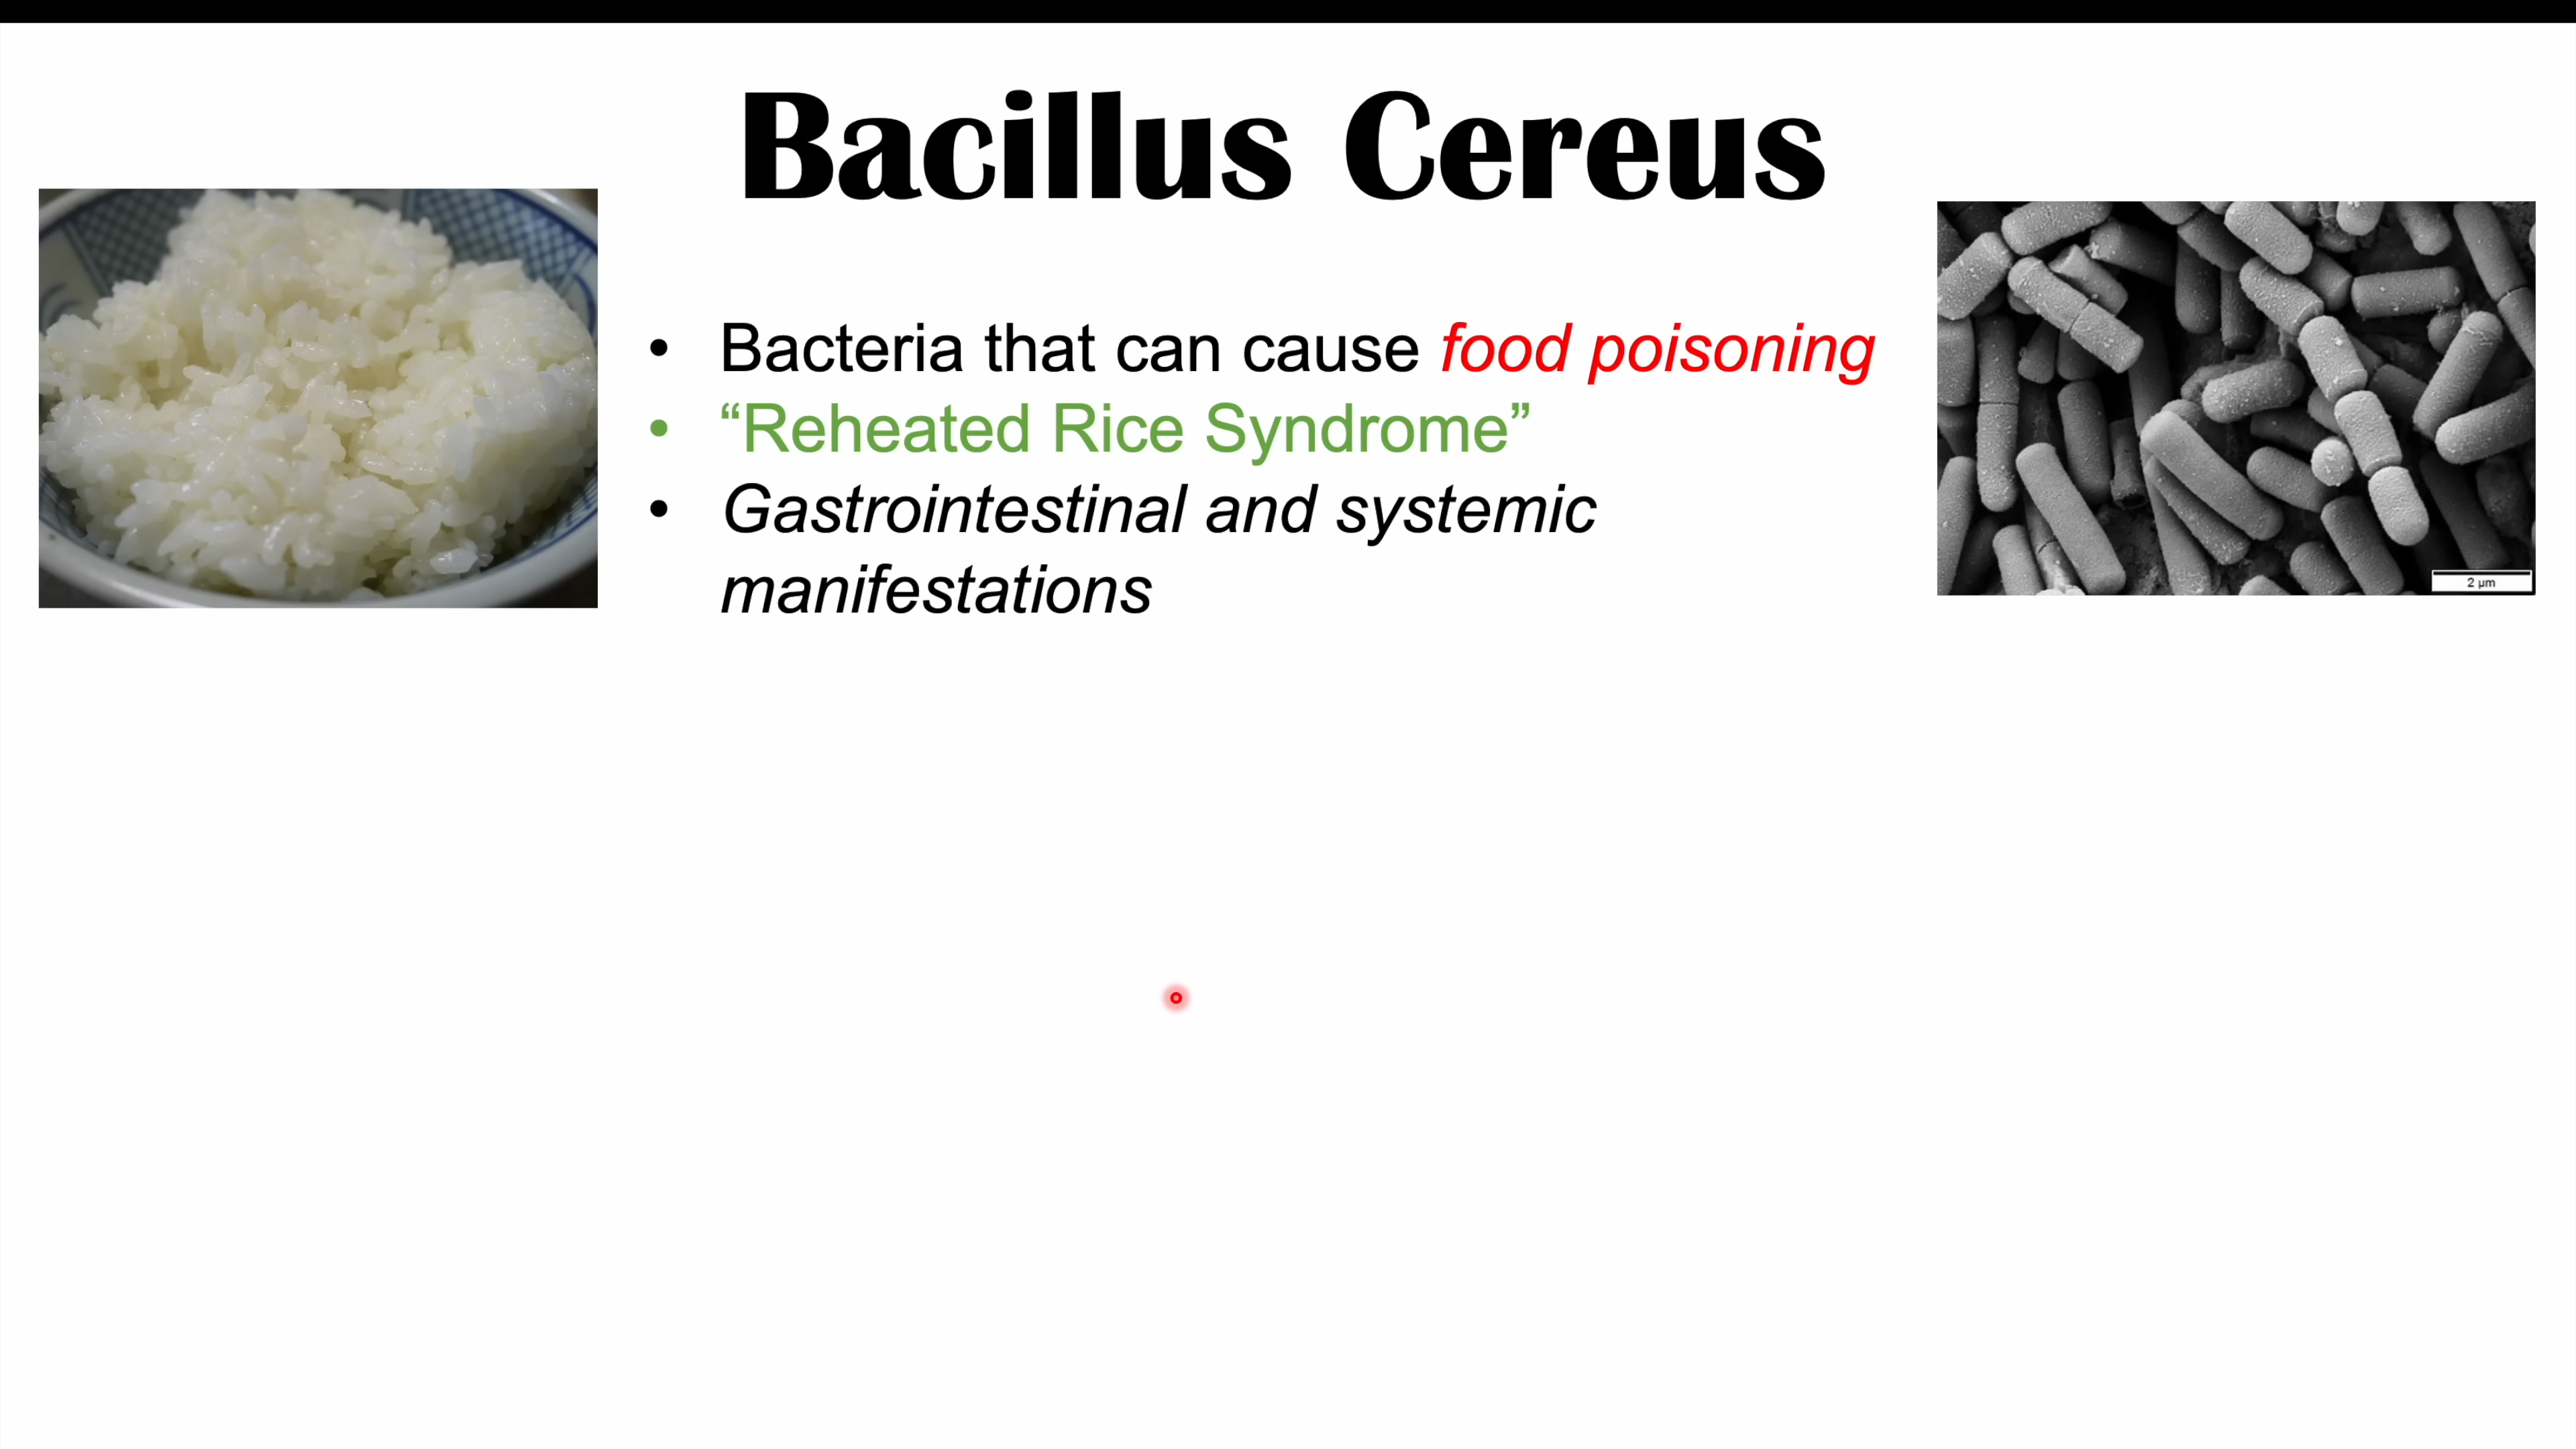 Bacillus Cereus
• Bacteria that can cause food poisoning
• “Reheated Rice Syndrome”
• Gastrointestinal and systemic
manifestations
2 µm